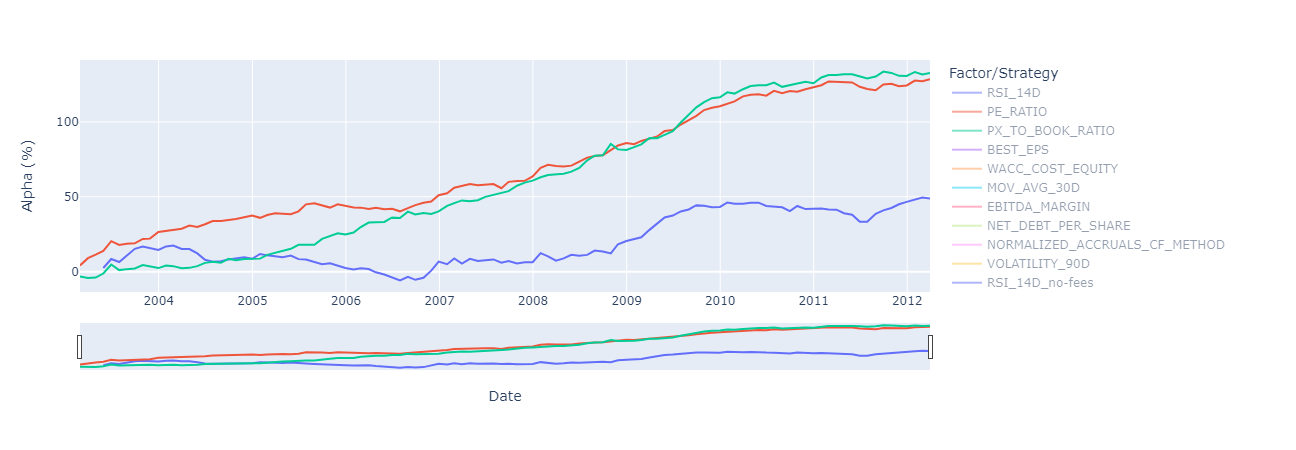 Factor/Strategy
RSI_14D
PE_RATIO
PX_TO_BOOK_RATIO
BEST_EPS
WACC_COST_EQUITY
MOV_AVG_30D
EBITDA_MARGIN
NET_DEBT_PER_SHARE
NORMALIZED_ACCRUALS_CF_METHOD
VOLATILITY_90D
RSI_14D_no-fees
Alpha ( %)
100
50
0
2004 2005 2006 2007 2008 2009 2010 2011 2012
Date